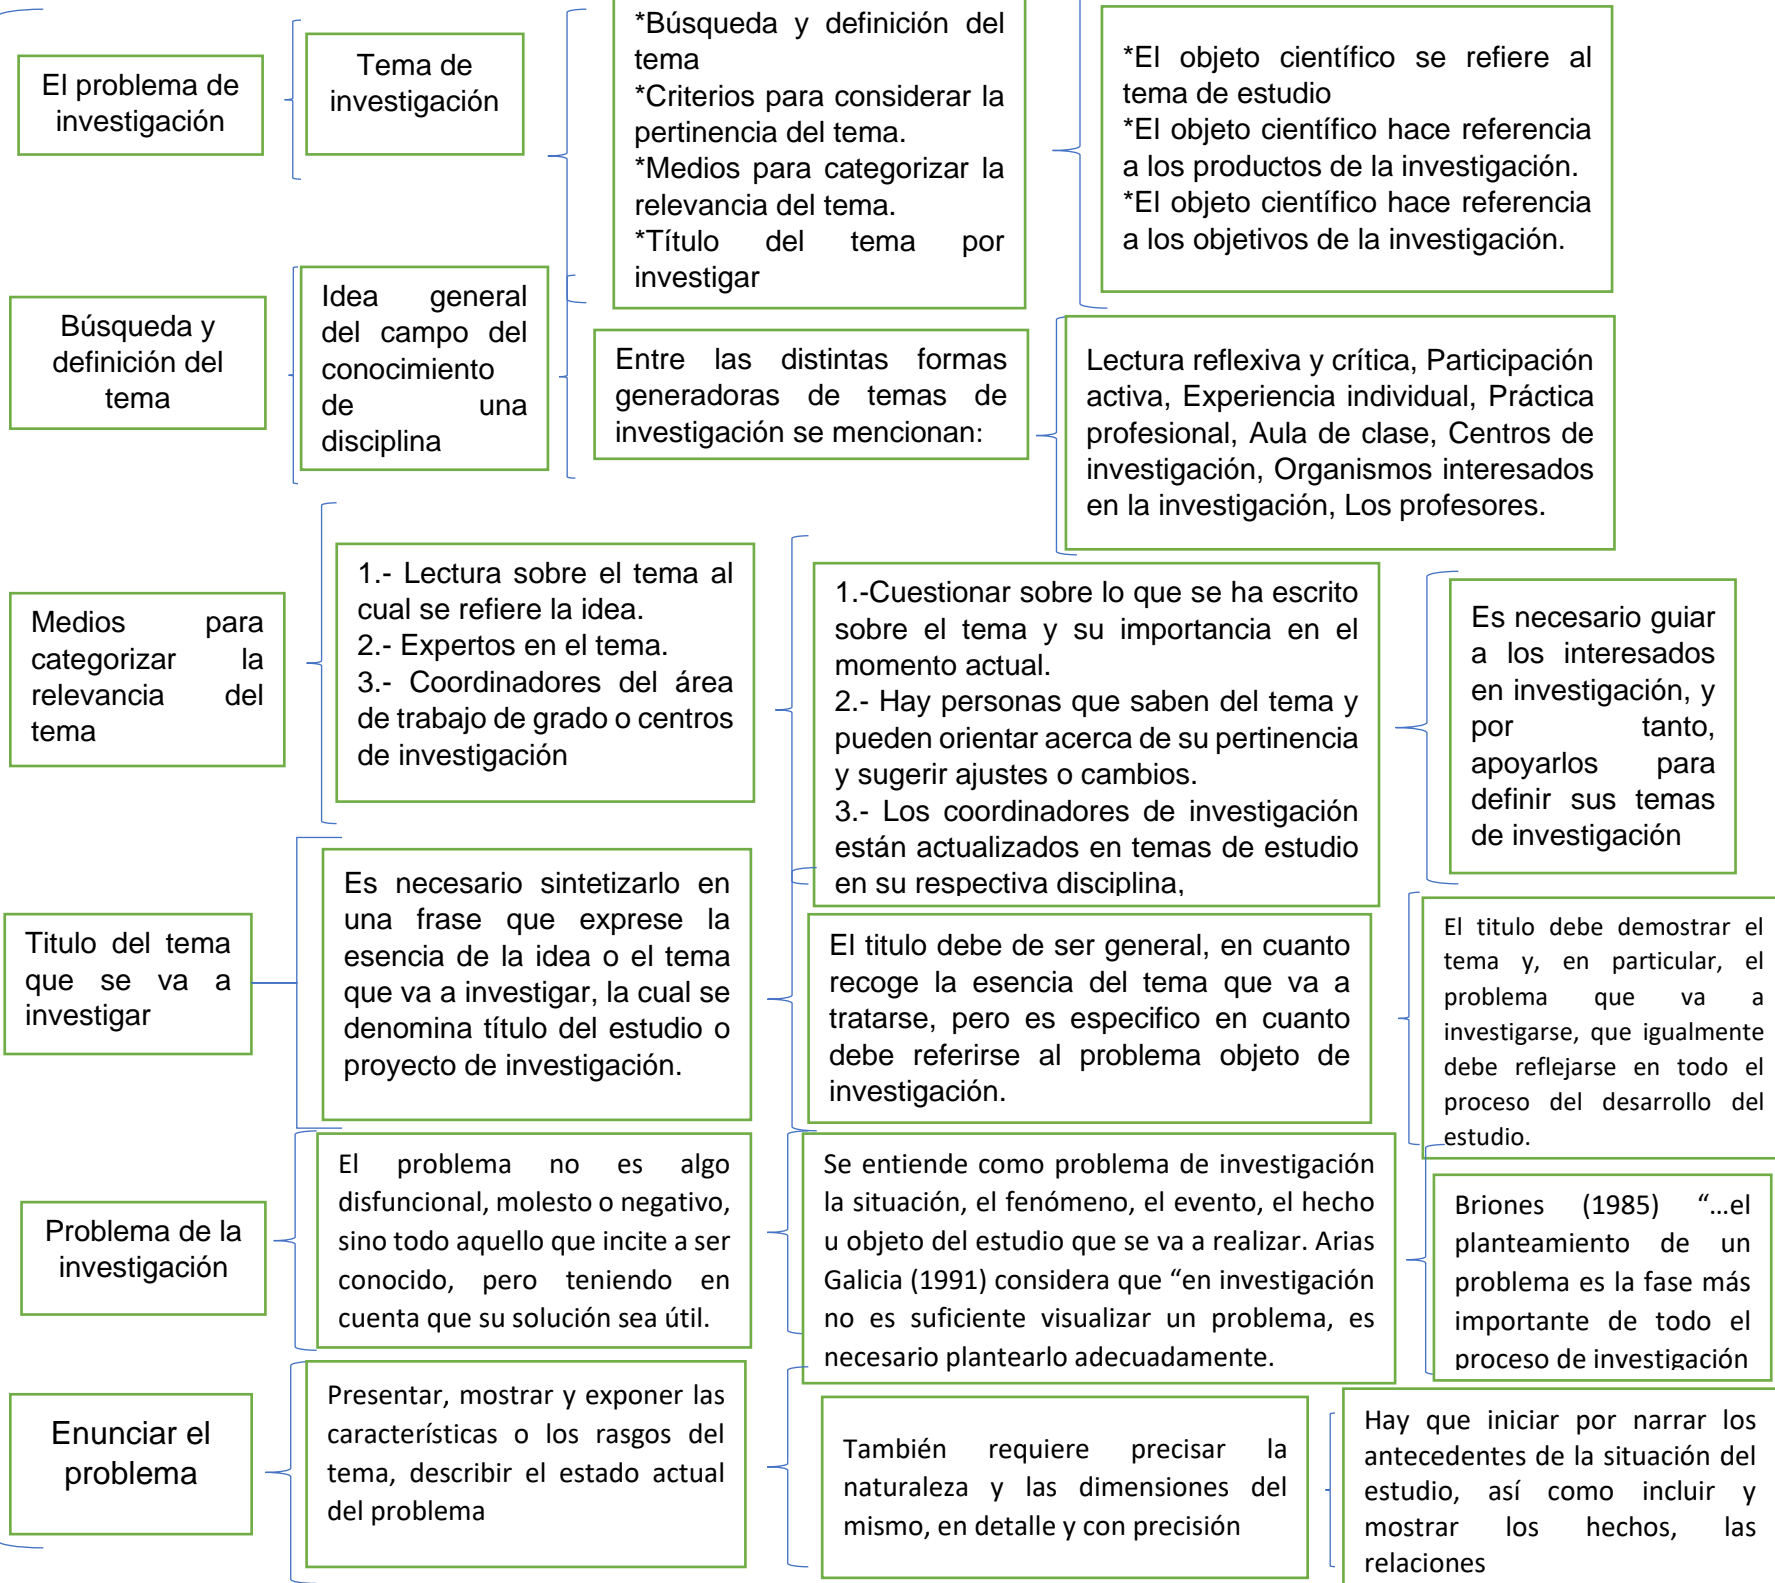 El problema de
investigación
Tema de
investigación
*Búsqueda y definición del
tema
*Criterios para considerar la
pertinencia del tema.
*Medios para categorizar la
relevancia del tema.
*Título del tema por
investigar
*El objeto científico se refiere al
tema de estudio
*El objeto científico hace referencia
a los productos de la investigación.
*El objeto científico hace referencia
a los objetivos de la investigación.
Búsqueda y
definición del
tema
Idea general
del campo del
conocimiento
de una
disciplina
Entre las distintas formas
generadoras de temas de
investigación se mencionan:
Lectura reflexiva y crítica, Participación
activa, Experiencia individual, Práctica
profesional, Aula de clase, Centros de
investigación, Organismos interesados
en la investigación, Los profesores.
Medios para
categorizar la
relevancia del
tema
1.- Lectura sobre el tema al
cual se refiere la idea.
2.- Expertos en el tema.
3.- Coordinadores del área
de trabajo de grado o centros
de investigación
1.-Cuestionar sobre lo que se ha escrito
sobre el tema y su importancia en el
momento actual.
2.- Hay personas que saben del tema y
pueden orientar acerca de su pertinencia
y sugerir ajustes o cambios.
3.- Los coordinadores de investigación
están actualizados en temas de estudio
en su respectiva disciplina,
Es necesario guiar
a los interesados
en investigación, y
por tanto,
apoyarlos para
definir sus temas
de investigación
Titulo del tema
que se va a
investigar
Es necesario sintetizarlo en
una frase que exprese la
esencia de la idea o el tema
que va a investigar, la cual se
denomina título del estudio o
proyecto de investigación.
El titulo debe de ser general, en cuanto
recoge la esencia del tema que va a
tratarse, pero es especifico en cuanto
debe referirse al problema objeto de
investigación.
El titulo debe demostrar el
tema y, en particular, el
problema que va a
investigarse, que igualmente
debe reflejarse en todo el
proceso del desarrollo del
estudio.
Problema de la
investigación
El problema no es algo
disfuncional, molesto o negativo,
sino todo aquello que incite a ser
conocido, pero teniendo en
cuenta que su solución sea útil.
Se entiende como problema de investigación
la situación, el fenómeno, el evento, el hecho
u objeto del estudio que se va a realizar. Arias
Galicia (1991) considera que “en investigación
no es suficiente visualizar un problema, es
necesario plantearlo adecuadamente.
Briones (1985) “…el
planteamiento de un
problema es la fase más
importante de todo el
proceso de investigación
Enunciar el
problema
Presentar, mostrar y exponer las
características o los rasgos del
tema, describir el estado actual
del problema
También requiere precisar la
naturaleza y las dimensiones del
mismo, en detalle y con precisión
Hay que iniciar por narrar los
antecedentes de la situación del
estudio, así como incluir y
mostrar los hechos, las
relaciones